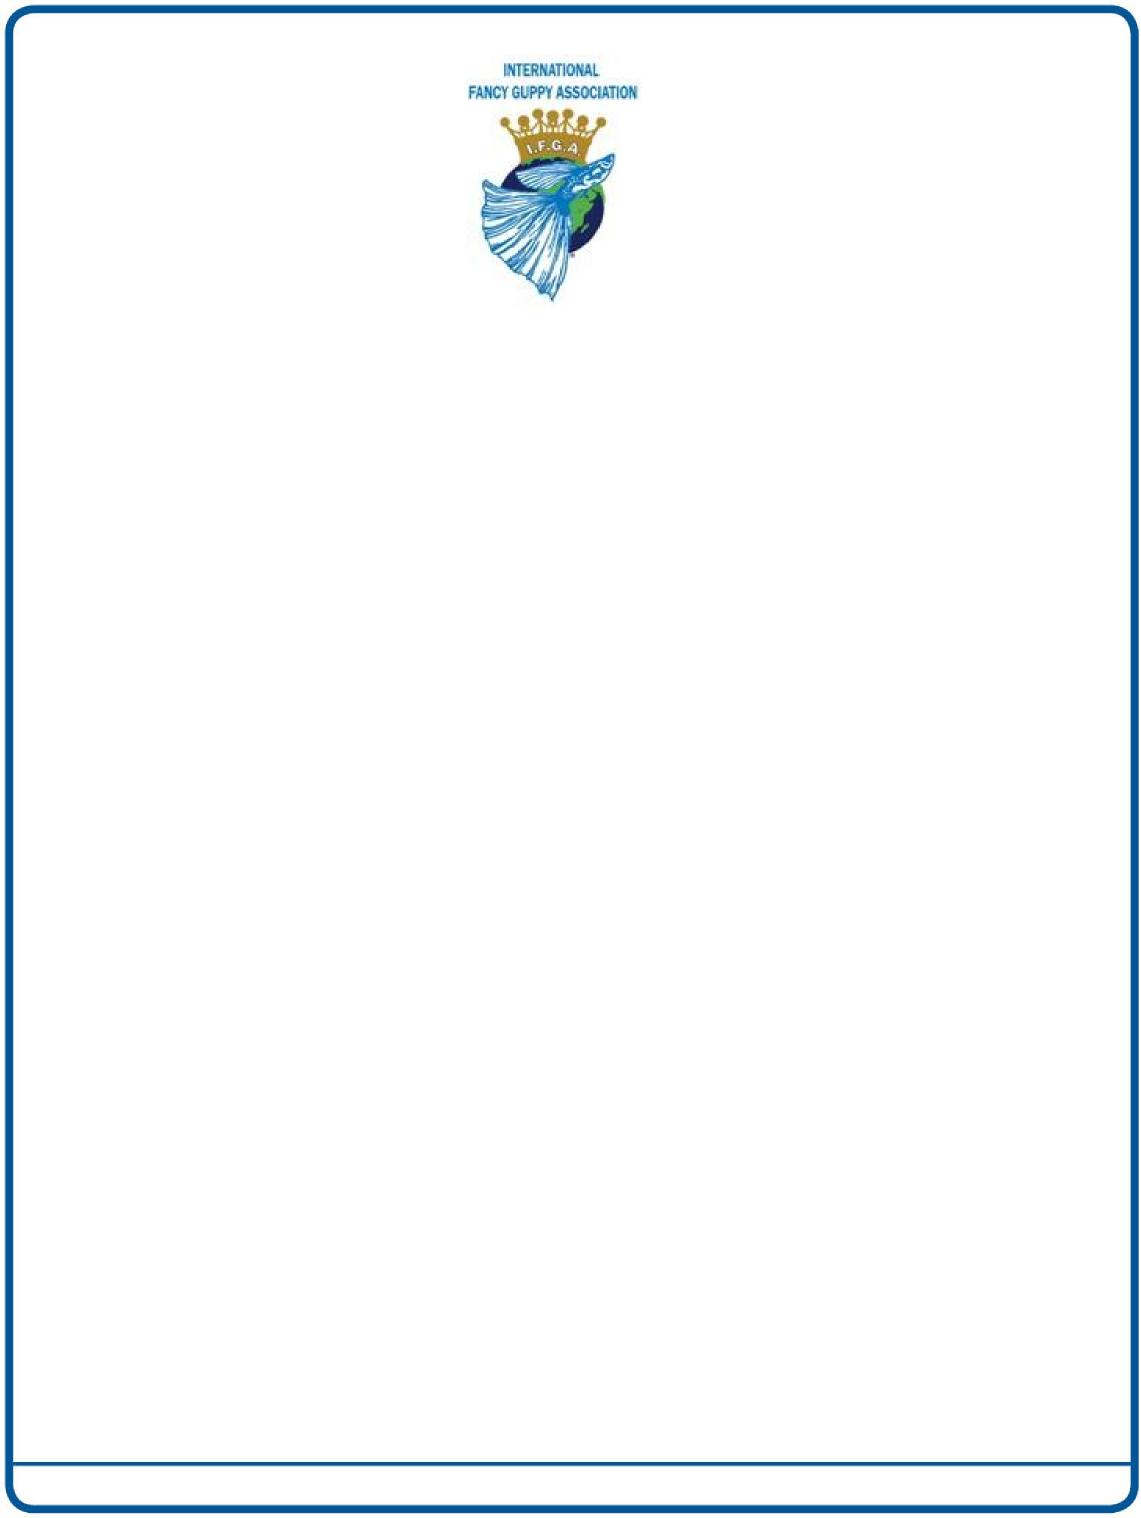 INTERNATIONAL
FANCY GUPPY ASSOCIATION
I.F.G.A.